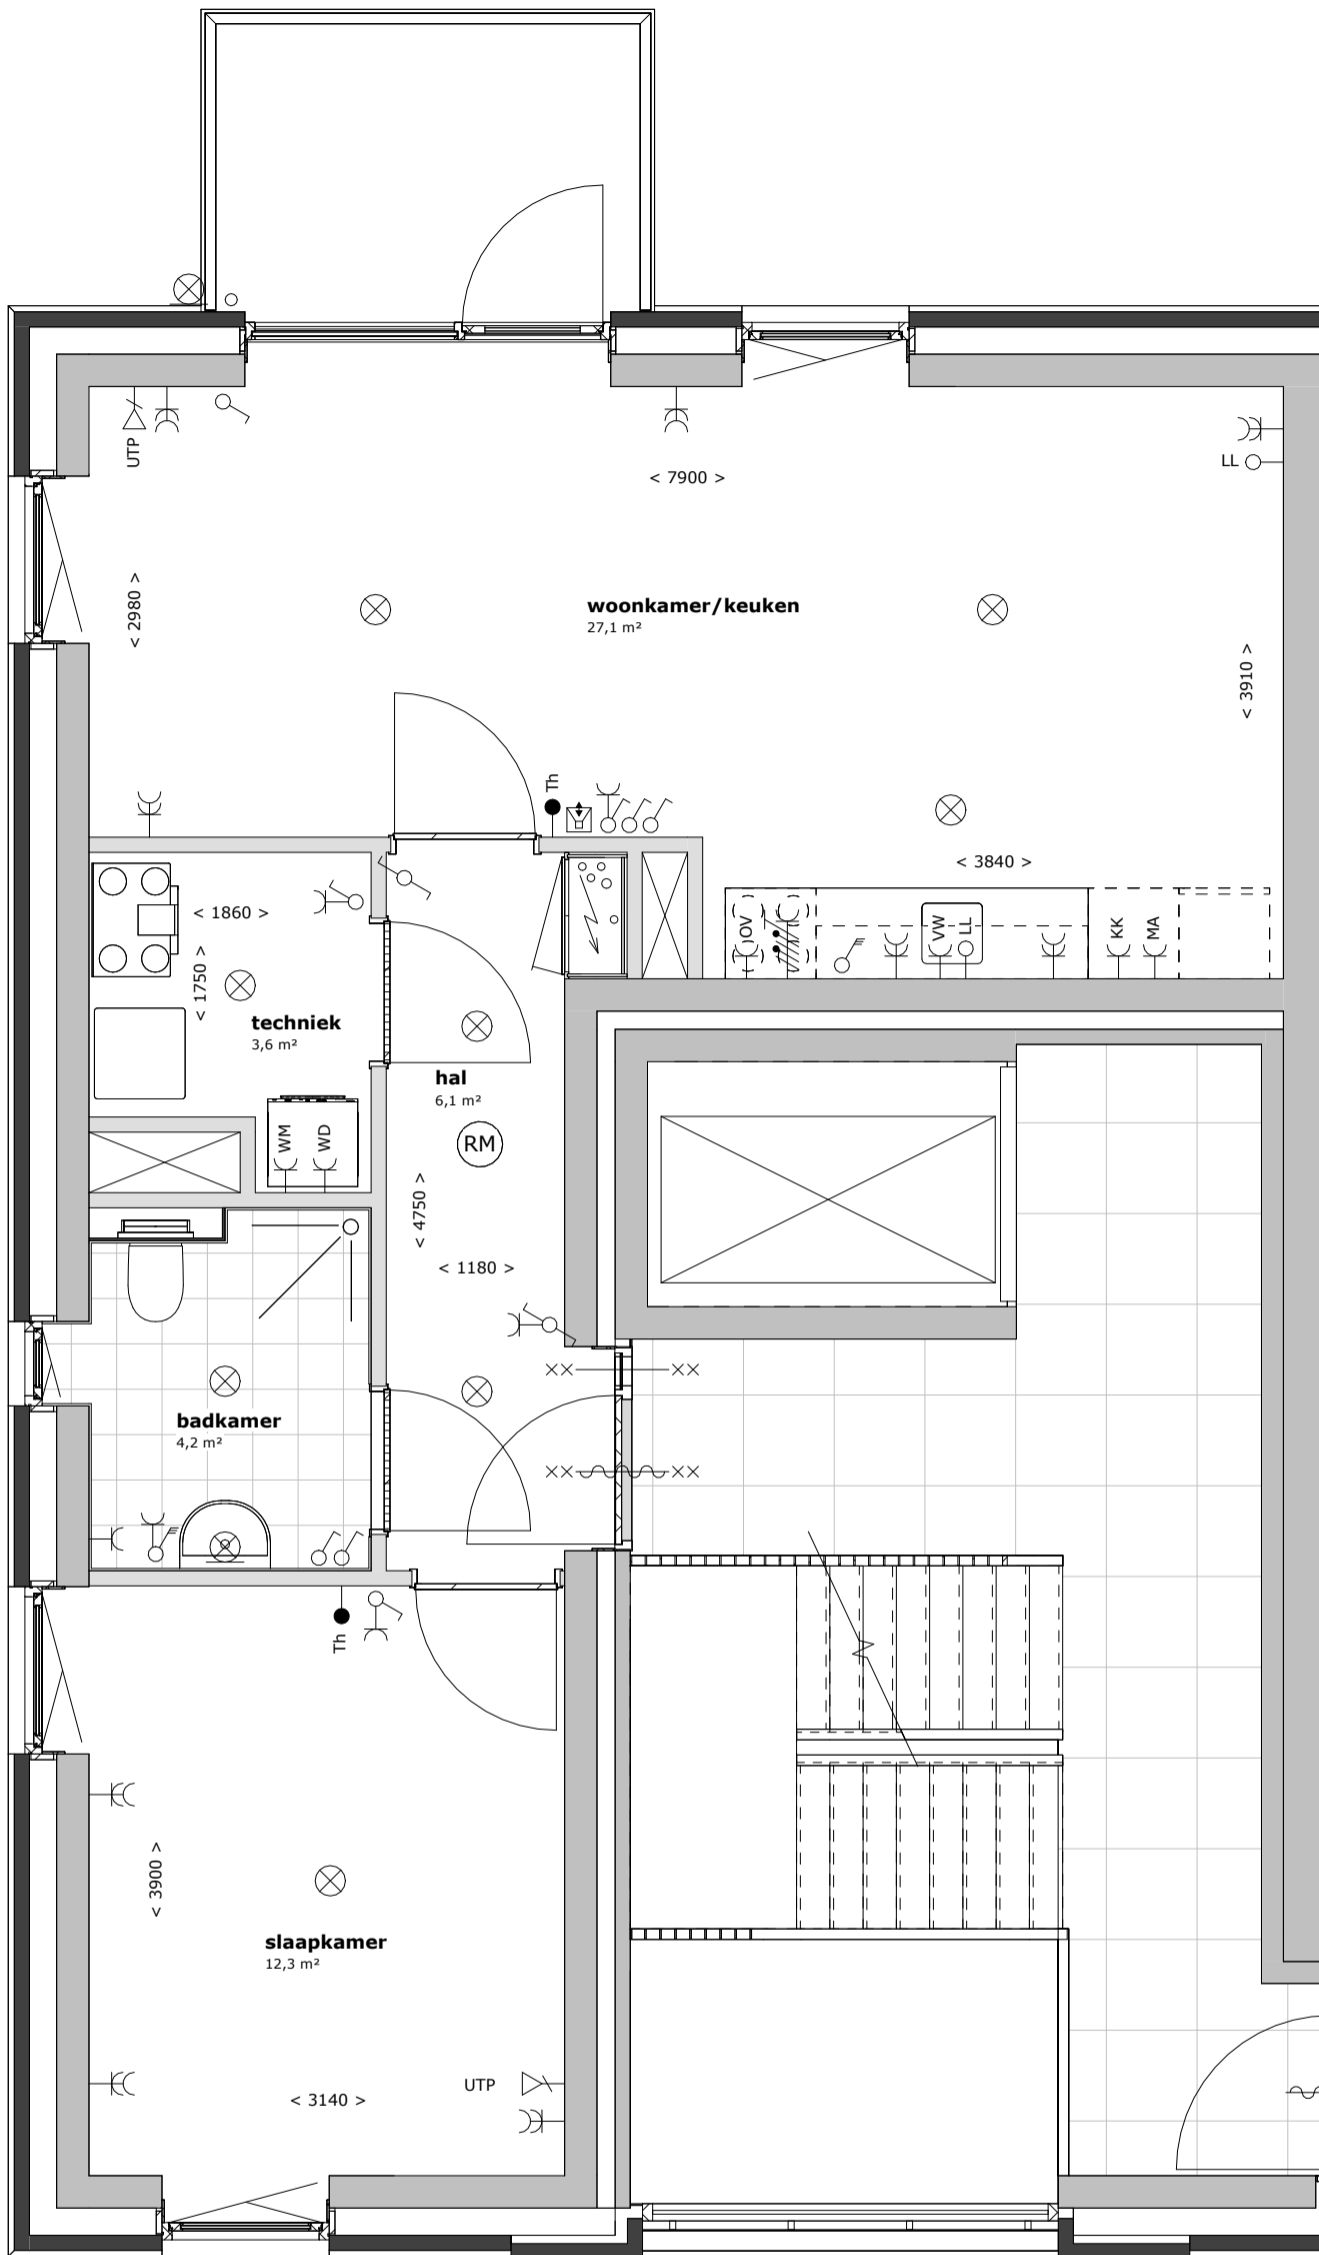 UTP
LL
< 7900 >
< 2980 >
woonkamer/keuken
27,1 m²
< 3910 >
Th
< 3840 >
< 1860 >
< 1750 >
OV
VW
LL
KK
MA
techniek
3,6 m²
hal
6,1 m²
RM
WM
WD
< 4750 >
< 1180 >
×× ××
badkamer
4,2 m²
×× ××
Th
< 3900 >
slaapkamer
12,3 m²
UTP
< 3140 >